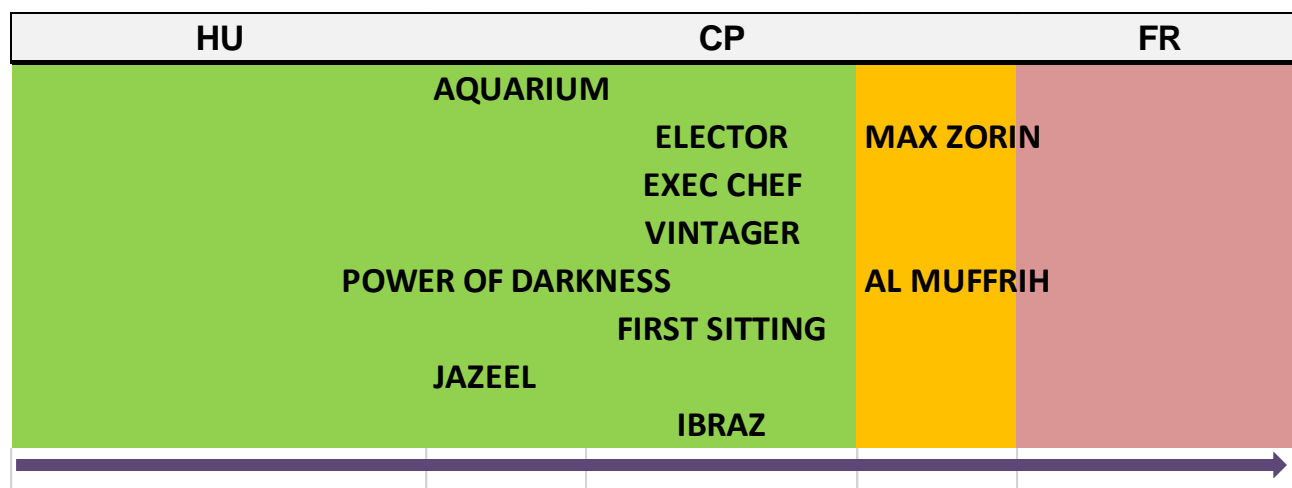 HU CP FR
AQUARIUM
ELECTOR MAX ZORIN
EXEC CHEF
VINTAGER
POWER OF DARKNESS AL MUFFRIH
FIRST SITTING
JAZEEL
IBRAZ